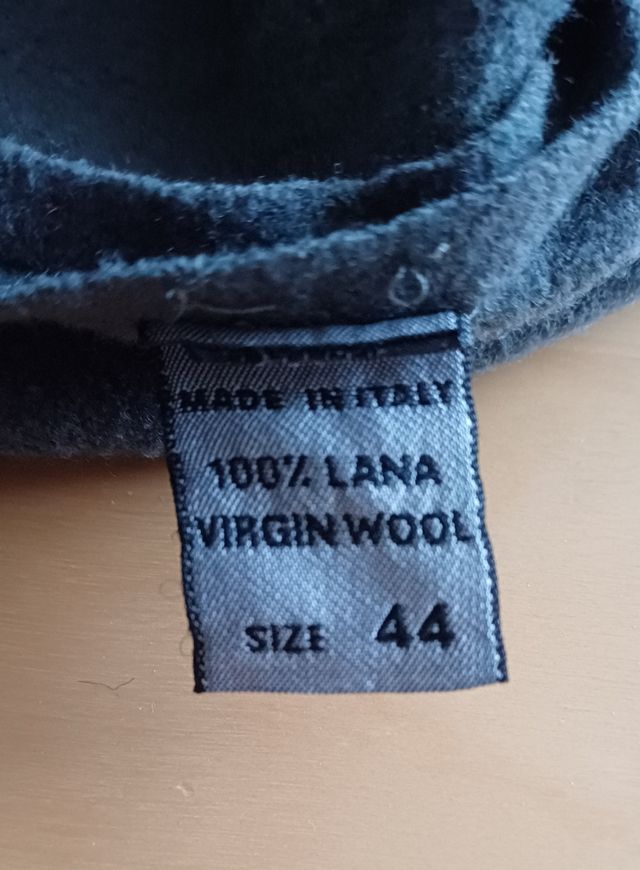 MADE IN ITALY
100% LANA
VIRGIN WOOL
SIZE 44